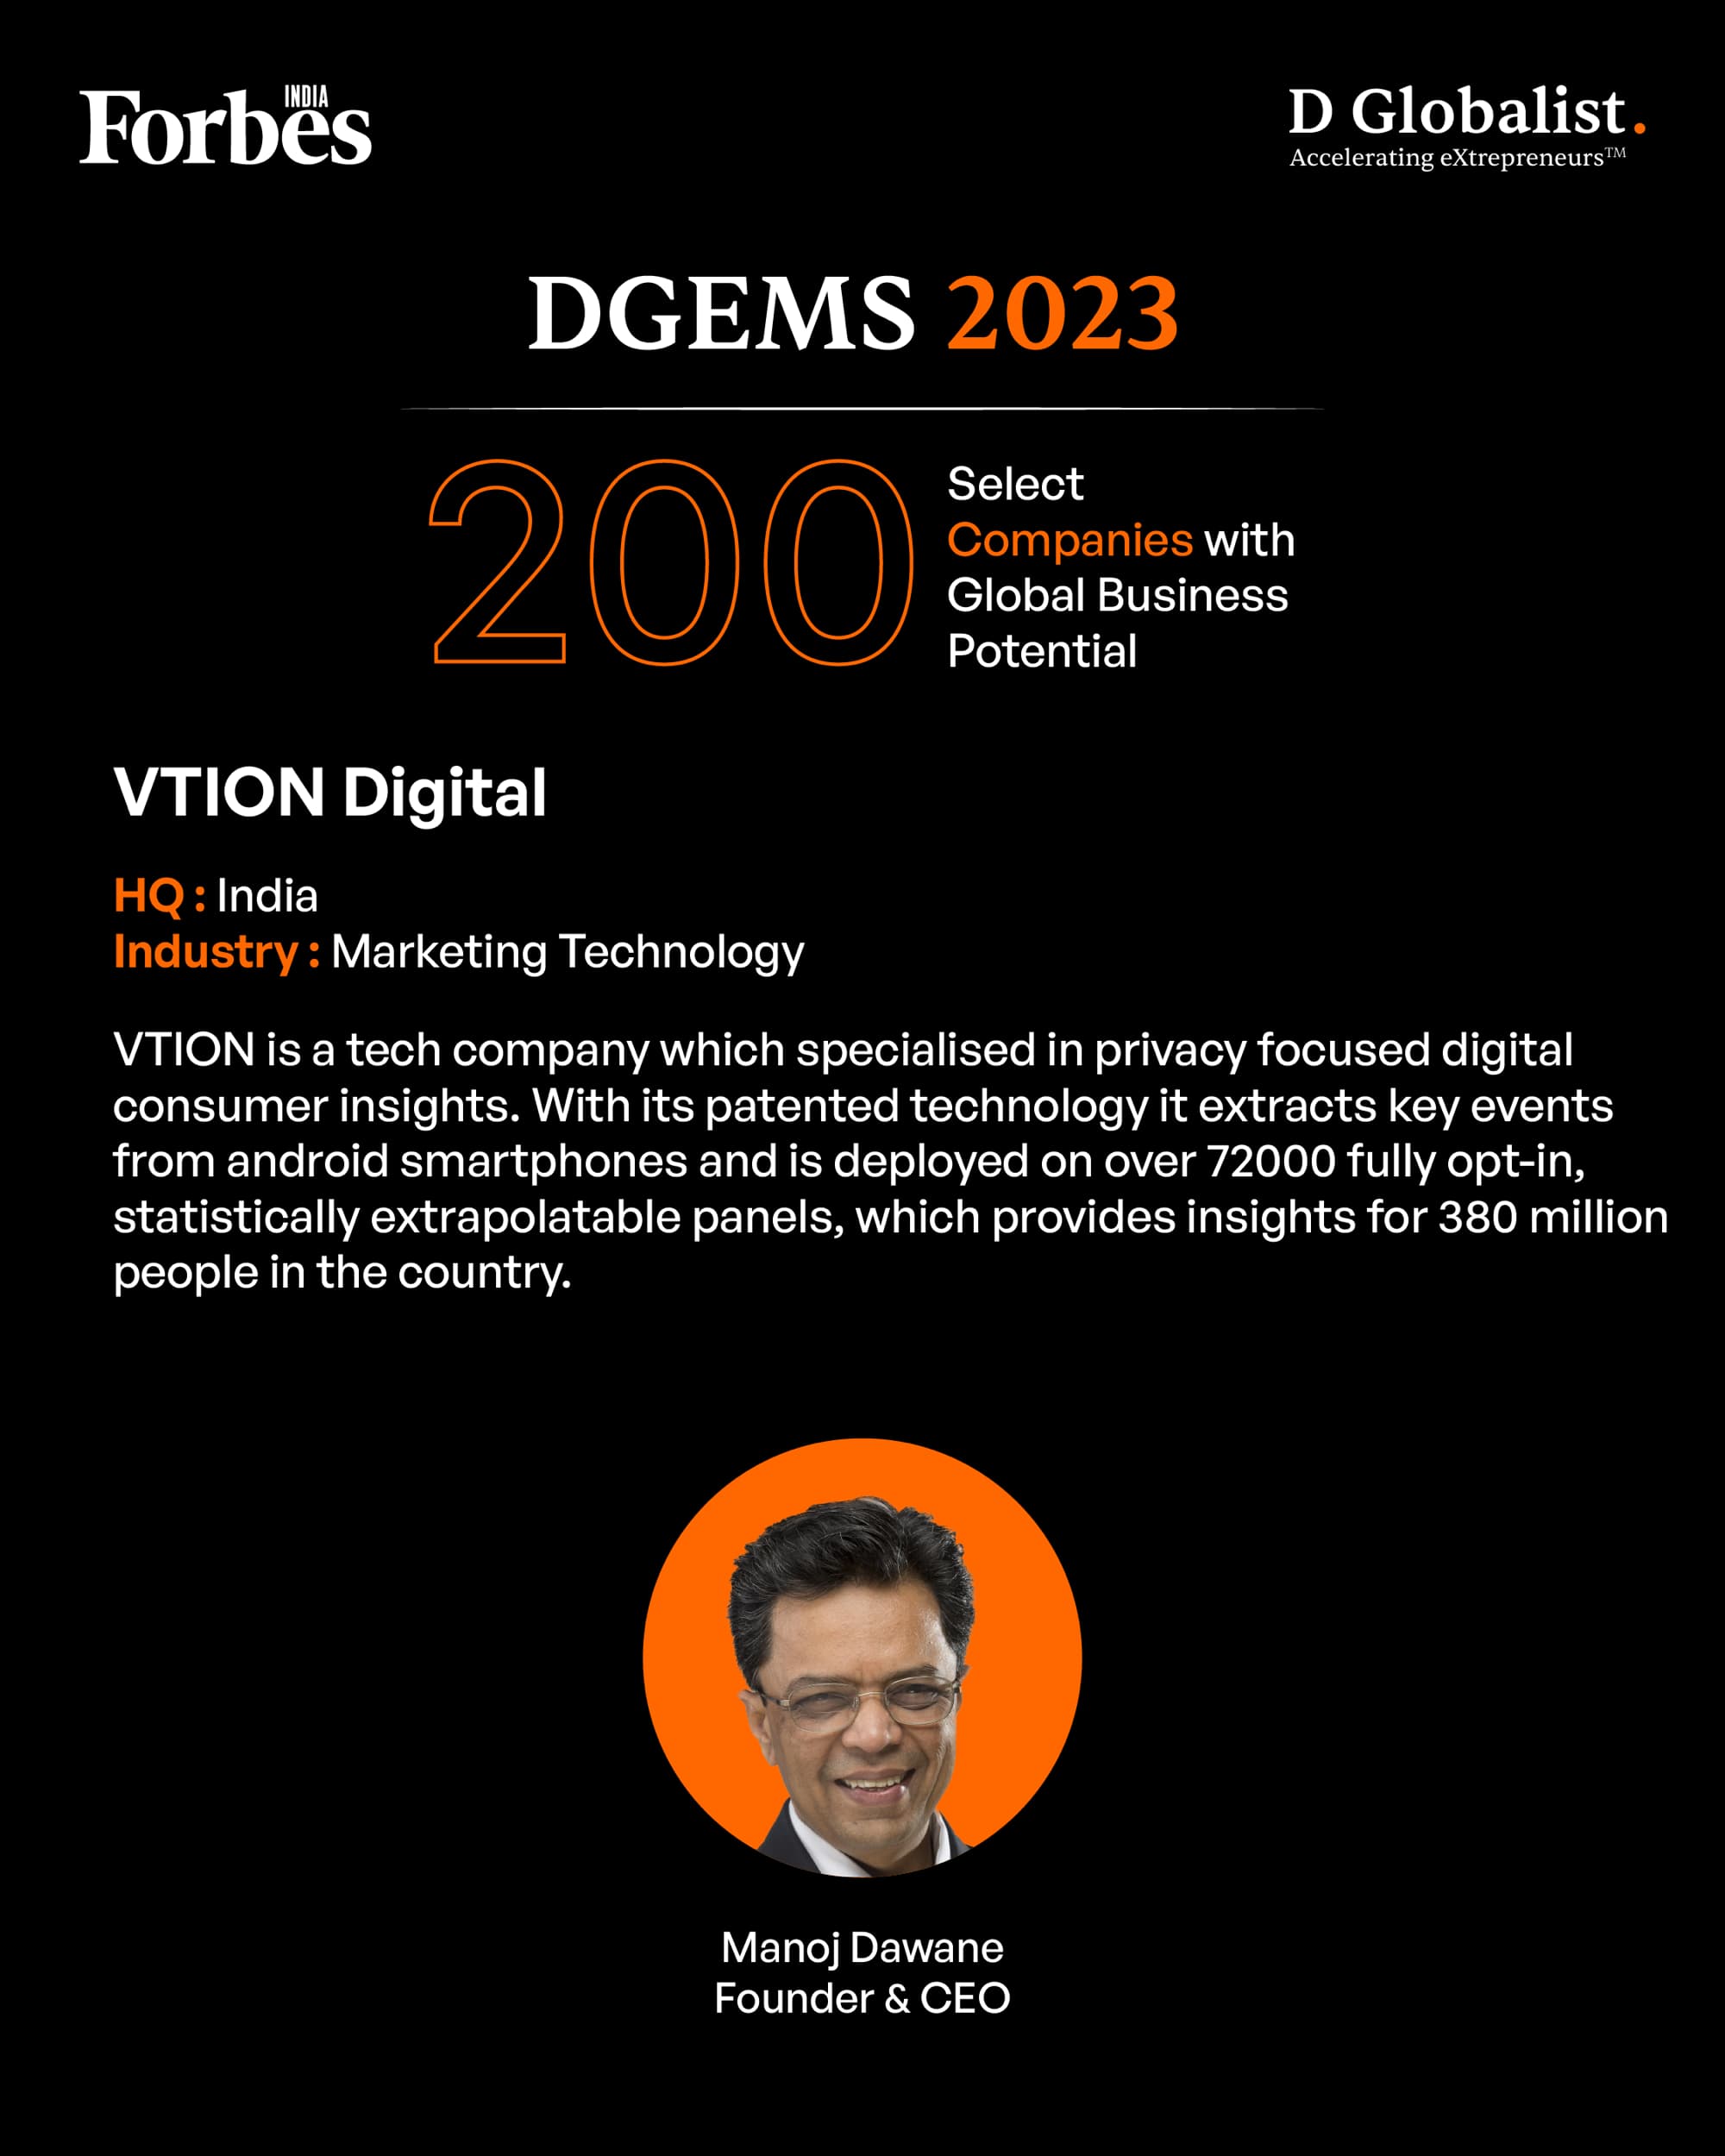 Forbes INDIA
D Globalist.
Accelerating eXtrepreneurs™
DGEMS 2023
200
Select
Companies with
Global Business
Potential
VTION Digital
HQ : India
Industry : Marketing Technology
VTION is a tech company which specialised in privacy focused digital
consumer insights. With its patented technology it extracts key events
from android smartphones and is deployed on over 72000 fully opt-in,
statistically extrapolatable panels, which provides insights for 380 million
people in the country.
Manoj Dawane
Founder & CEO